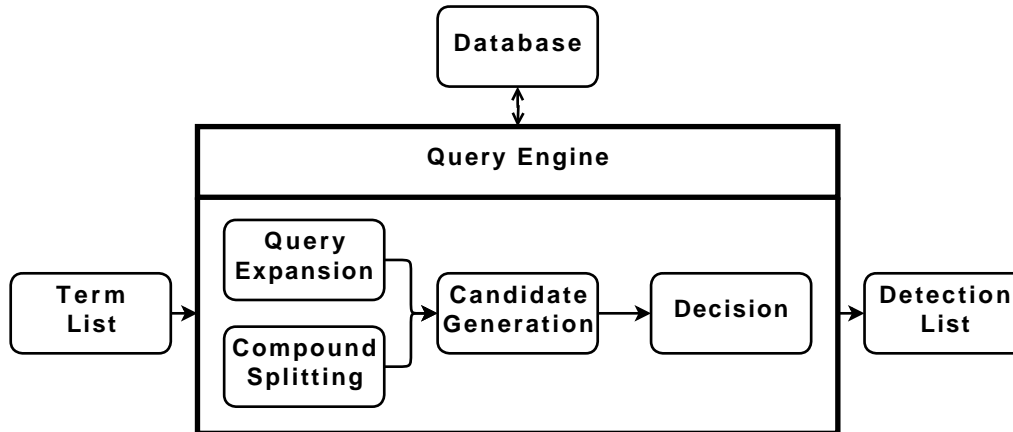 Database
Query Engine
Query
Expansion
Compound
Splitting
Term
List
Candidate
Generation
Decision
Detection
List